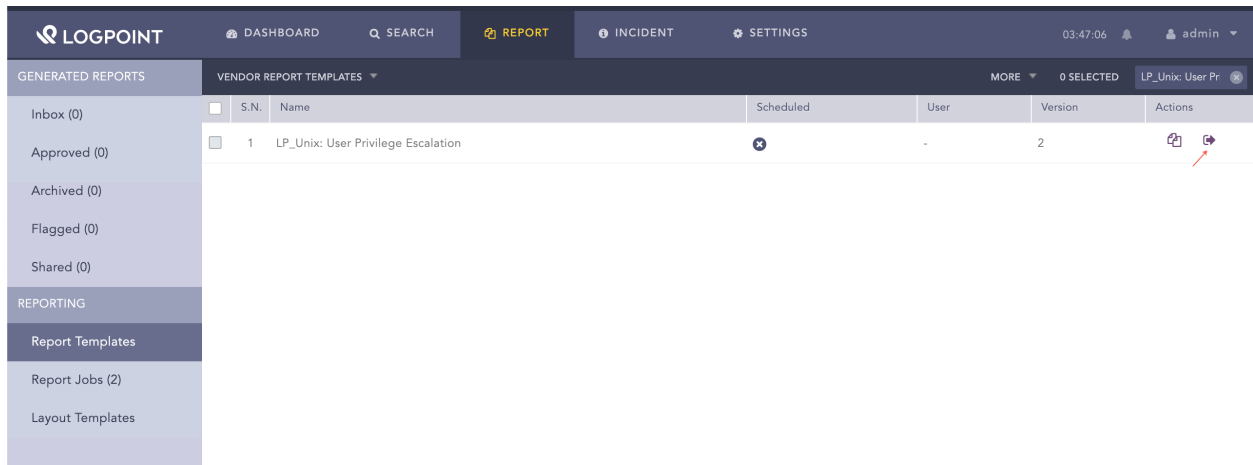 LOGPOINT
DASHBOARD SEARCH REPORT INCIDENT SETTINGS 03:47:06 admin
GENERATED REPORTS
Inbox (0)
Approved (0)
Archived (0)
Flagged (0)
Shared (0)
REPORTING
Report Templates
Report Jobs (2)
Layout Templates
VENDOR REPORT TEMPLATES MORE 0 SELECTED LP_Unix: User Pr
S.N. Name Scheduled User Version Actions
1 LP_Unix: User Privilege Escalation - 2